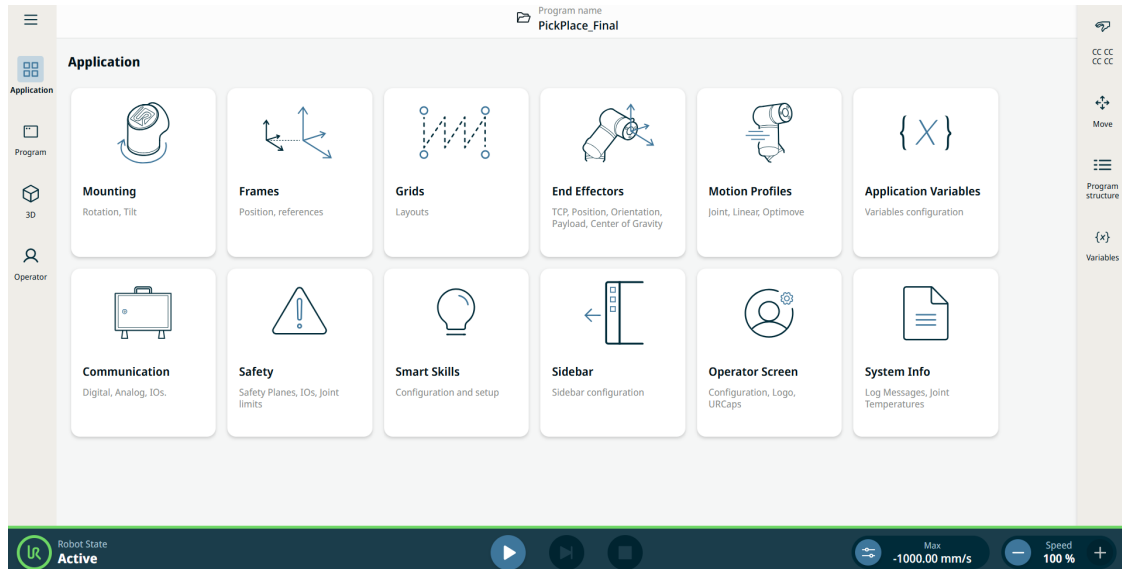 Program name
PickPlace_Final
Application
Application
Program
3D
Operator
Mounting
Rotation, Tilt
Frames
Position, references
Grids
Layouts
End Effectors
TCP, Position, Orientation,
Payload, Center of Gravity
Motion Profiles
Joint, Linear, Optimove
{X}
Application Variables
Variables configuration
Communication
Digital, Analog, IOs.
Safety
Safety Planes, IOs, Joint
limits
Smart Skills
Configuration and setup
Sidebar
Sidebar configuration
Operator Screen
Configuration, Logo,
URCaps
System Info
Log Messages, Joint
Temperatures
CC CC
CC CC
Move
Program
structure
{x}
Variables
UR
Robot State
Active
Max
-1000.00 mm/s
Speed
100 %